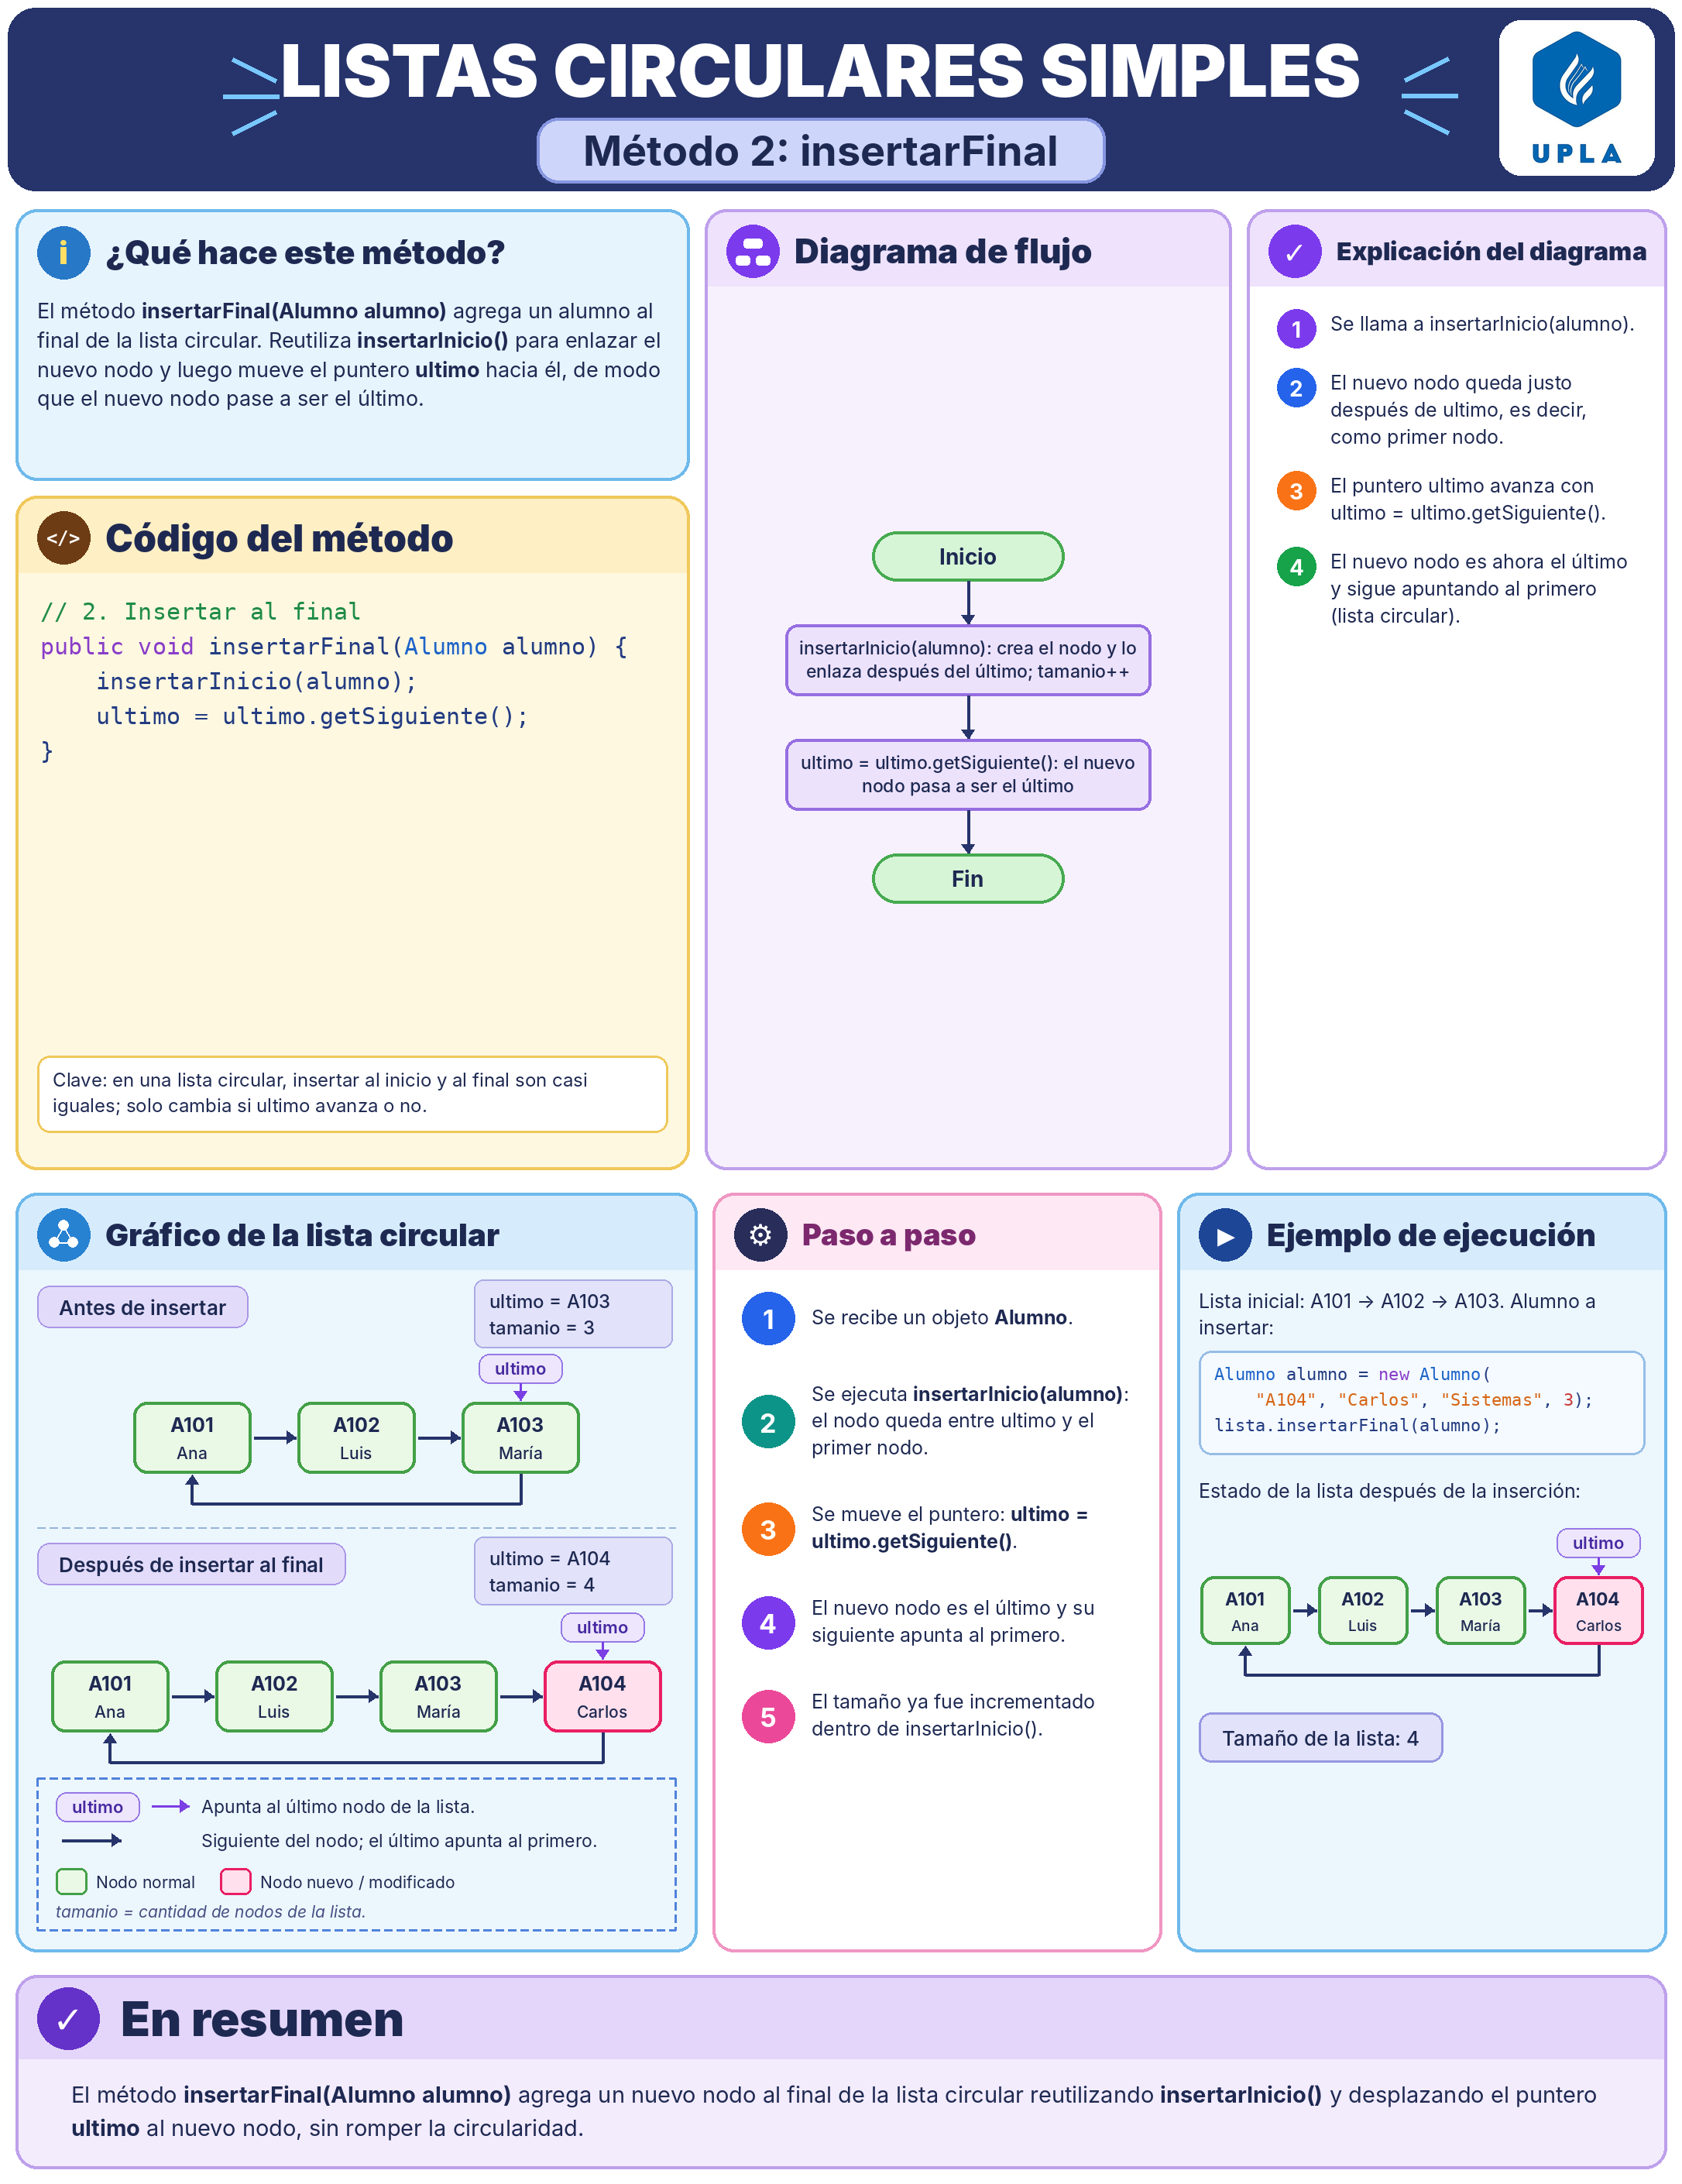 LISTAS CIRCULARES SIMPLES
Método 2: insertarFinal
UPLA
i
¿Qué hace este método?
El método insertarFinal(Alumno alumno) agrega un alumno al
final de la lista circular. Reutiliza insertarInicio() para enlazar el
nuevo nodo y luego mueve el puntero ultimo hacia él, de modo
que el nuevo nodo pase a ser el último.
</>
Código del método
// 2. Insertar al final
public void insertarFinal(Alumno alumno) {
    insertarInicio(alumno);
    ultimo = ultimo.getSiguiente();
}
Clave: en una lista circular, insertar al inicio y al final son casi
iguales; solo cambia si ultimo avanza o no.
Diagrama de flujo
Inicio
insertarInicio(alumno): crea el nodo y lo
enlaza después del último; tamanio++
ultimo = ultimo.getSiguiente(): el nuevo
nodo pasa a ser el último
Fin
✓
Explicación del diagrama
1
Se llama a insertarInicio(alumno).
2
El nuevo nodo queda justo
después de ultimo, es decir,
como primer nodo.
3
El puntero ultimo avanza con
ultimo = ultimo.getSiguiente().
4
El nuevo nodo es ahora el último
y sigue apuntando al primero
(lista circular).
Gráfico de la lista circular
Antes de insertar
ultimo = A103
tamanio = 3
ultimo
A101
Ana
A102
Luis
A103
María
Después de insertar al final
ultimo = A104
tamanio = 4
ultimo
A101
Ana
A102
Luis
A103
María
A104
Carlos
ultimo
Apunta al último nodo de la lista.
Siguiente del nodo; el último apunta al primero.
Nodo normal
Nodo nuevo / modificado
tamanio = cantidad de nodos de la lista.
Paso a paso
1
Se recibe un objeto Alumno.
2
Se ejecuta insertarInicio(alumno):
el nodo queda entre ultimo y el
primer nodo.
3
Se mueve el puntero: ultimo =
ultimo.getSiguiente().
4
El nuevo nodo es el último y su
siguiente apunta al primero.
5
El tamaño ya fue incrementado
dentro de insertarInicio().
Ejemplo de ejecución
Lista inicial: A101 → A102 → A103. Alumno a
insertar:
Alumno alumno = new Alumno(
    "A104", "Carlos", "Sistemas", 3);
lista.insertarFinal(alumno);
Estado de la lista después de la inserción:
ultimo
A101
Ana
A102
Luis
A103
María
A104
Carlos
Tamaño de la lista: 4
✓
En resumen
El método insertarFinal(Alumno alumno) agrega un nuevo nodo al final de la lista circular reutilizando insertarInicio() y desplazando el puntero
ultimo al nuevo nodo, sin romper la circularidad.